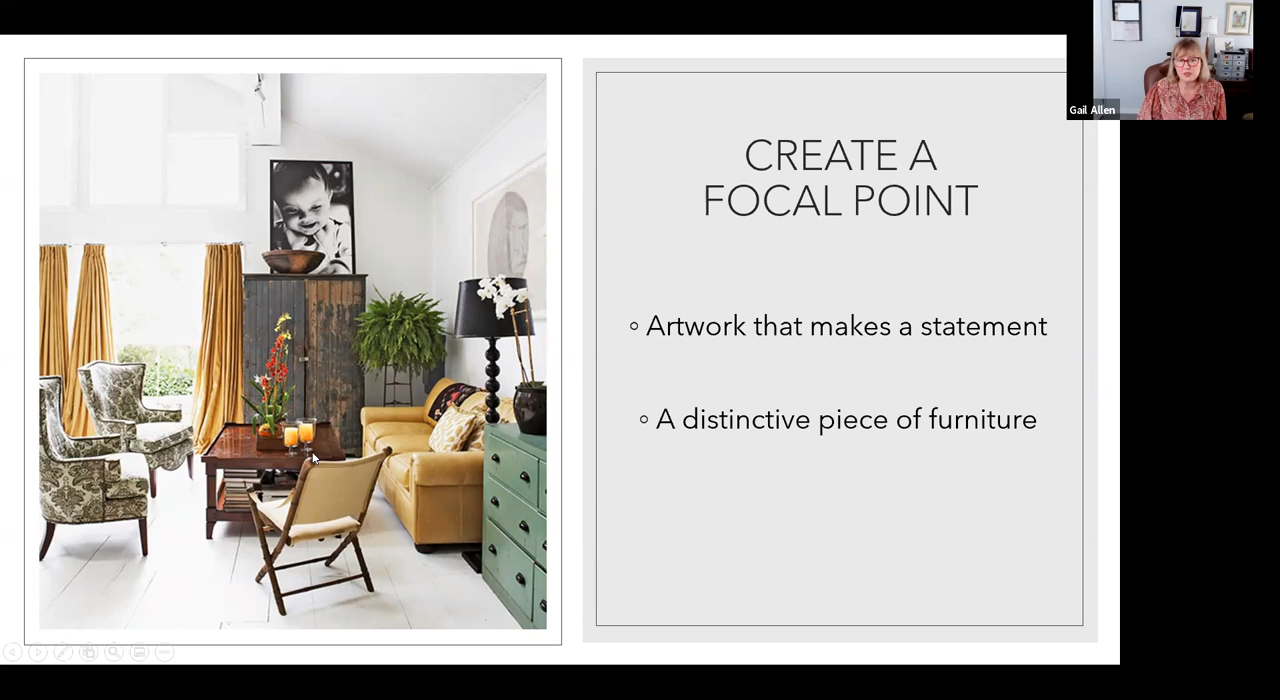 Gail Allen
CREATE A
FOCAL POINT
◦ Artwork that makes a statement
◦ A distinctive piece of furniture